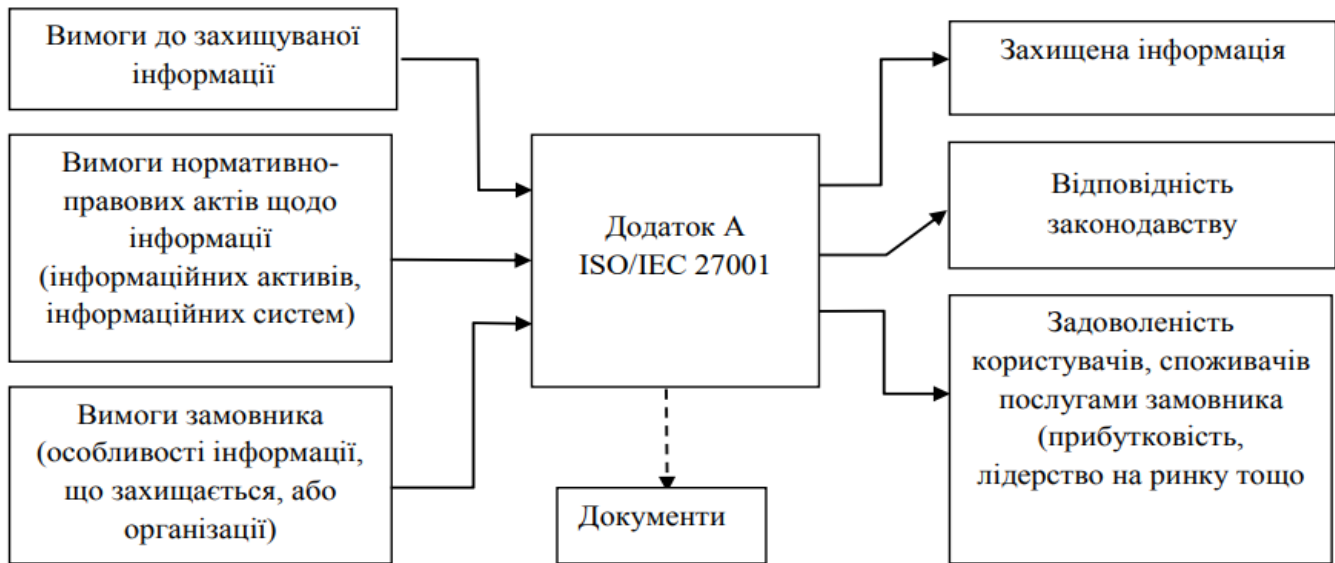 Вимоги до захищуваної
інформації
Вимоги нормативно-
правових актів щодо
інформації
(інформаційних активів,
інформаційних систем)
Вимоги замовника
(особливості інформації,
що захищається, або
організації)
Додаток А
ISO/IEC 27001
Документи
Захищена інформація
Відповідність
законодавству
Задоволеність
користувачів, споживачів
послугами замовника
(прибутковість,
лідерство на ринку тощо